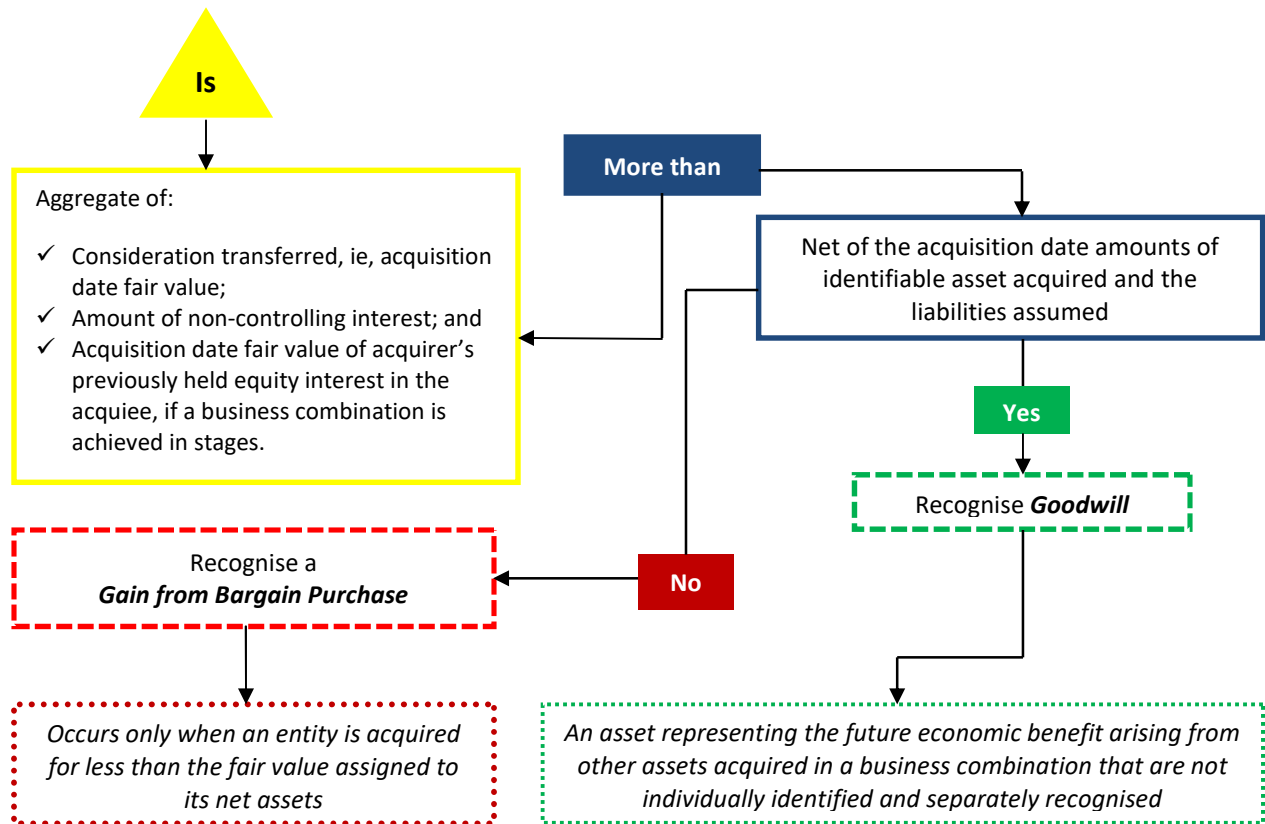 Is
Aggregate of:
✓ Consideration transferred, ie, acquisition
date fair value;
✓ Amount of non-controlling interest; and
✓ Acquisition date fair value of acquirer’s
previously held equity interest in the
acquiee, if a business combination is
achieved in stages.
More than
Net of the acquisition date amounts of
identifiable asset acquired and the
liabilities assumed
Yes
Recognise Goodwill
No
Recognise a
Gain from Bargain Purchase
Occurs only when an entity is acquired
for less than the fair value assigned to
its net assets
An asset representing the future economic benefit arising from
other assets acquired in a business combination that are not
individually identified and separately recognised